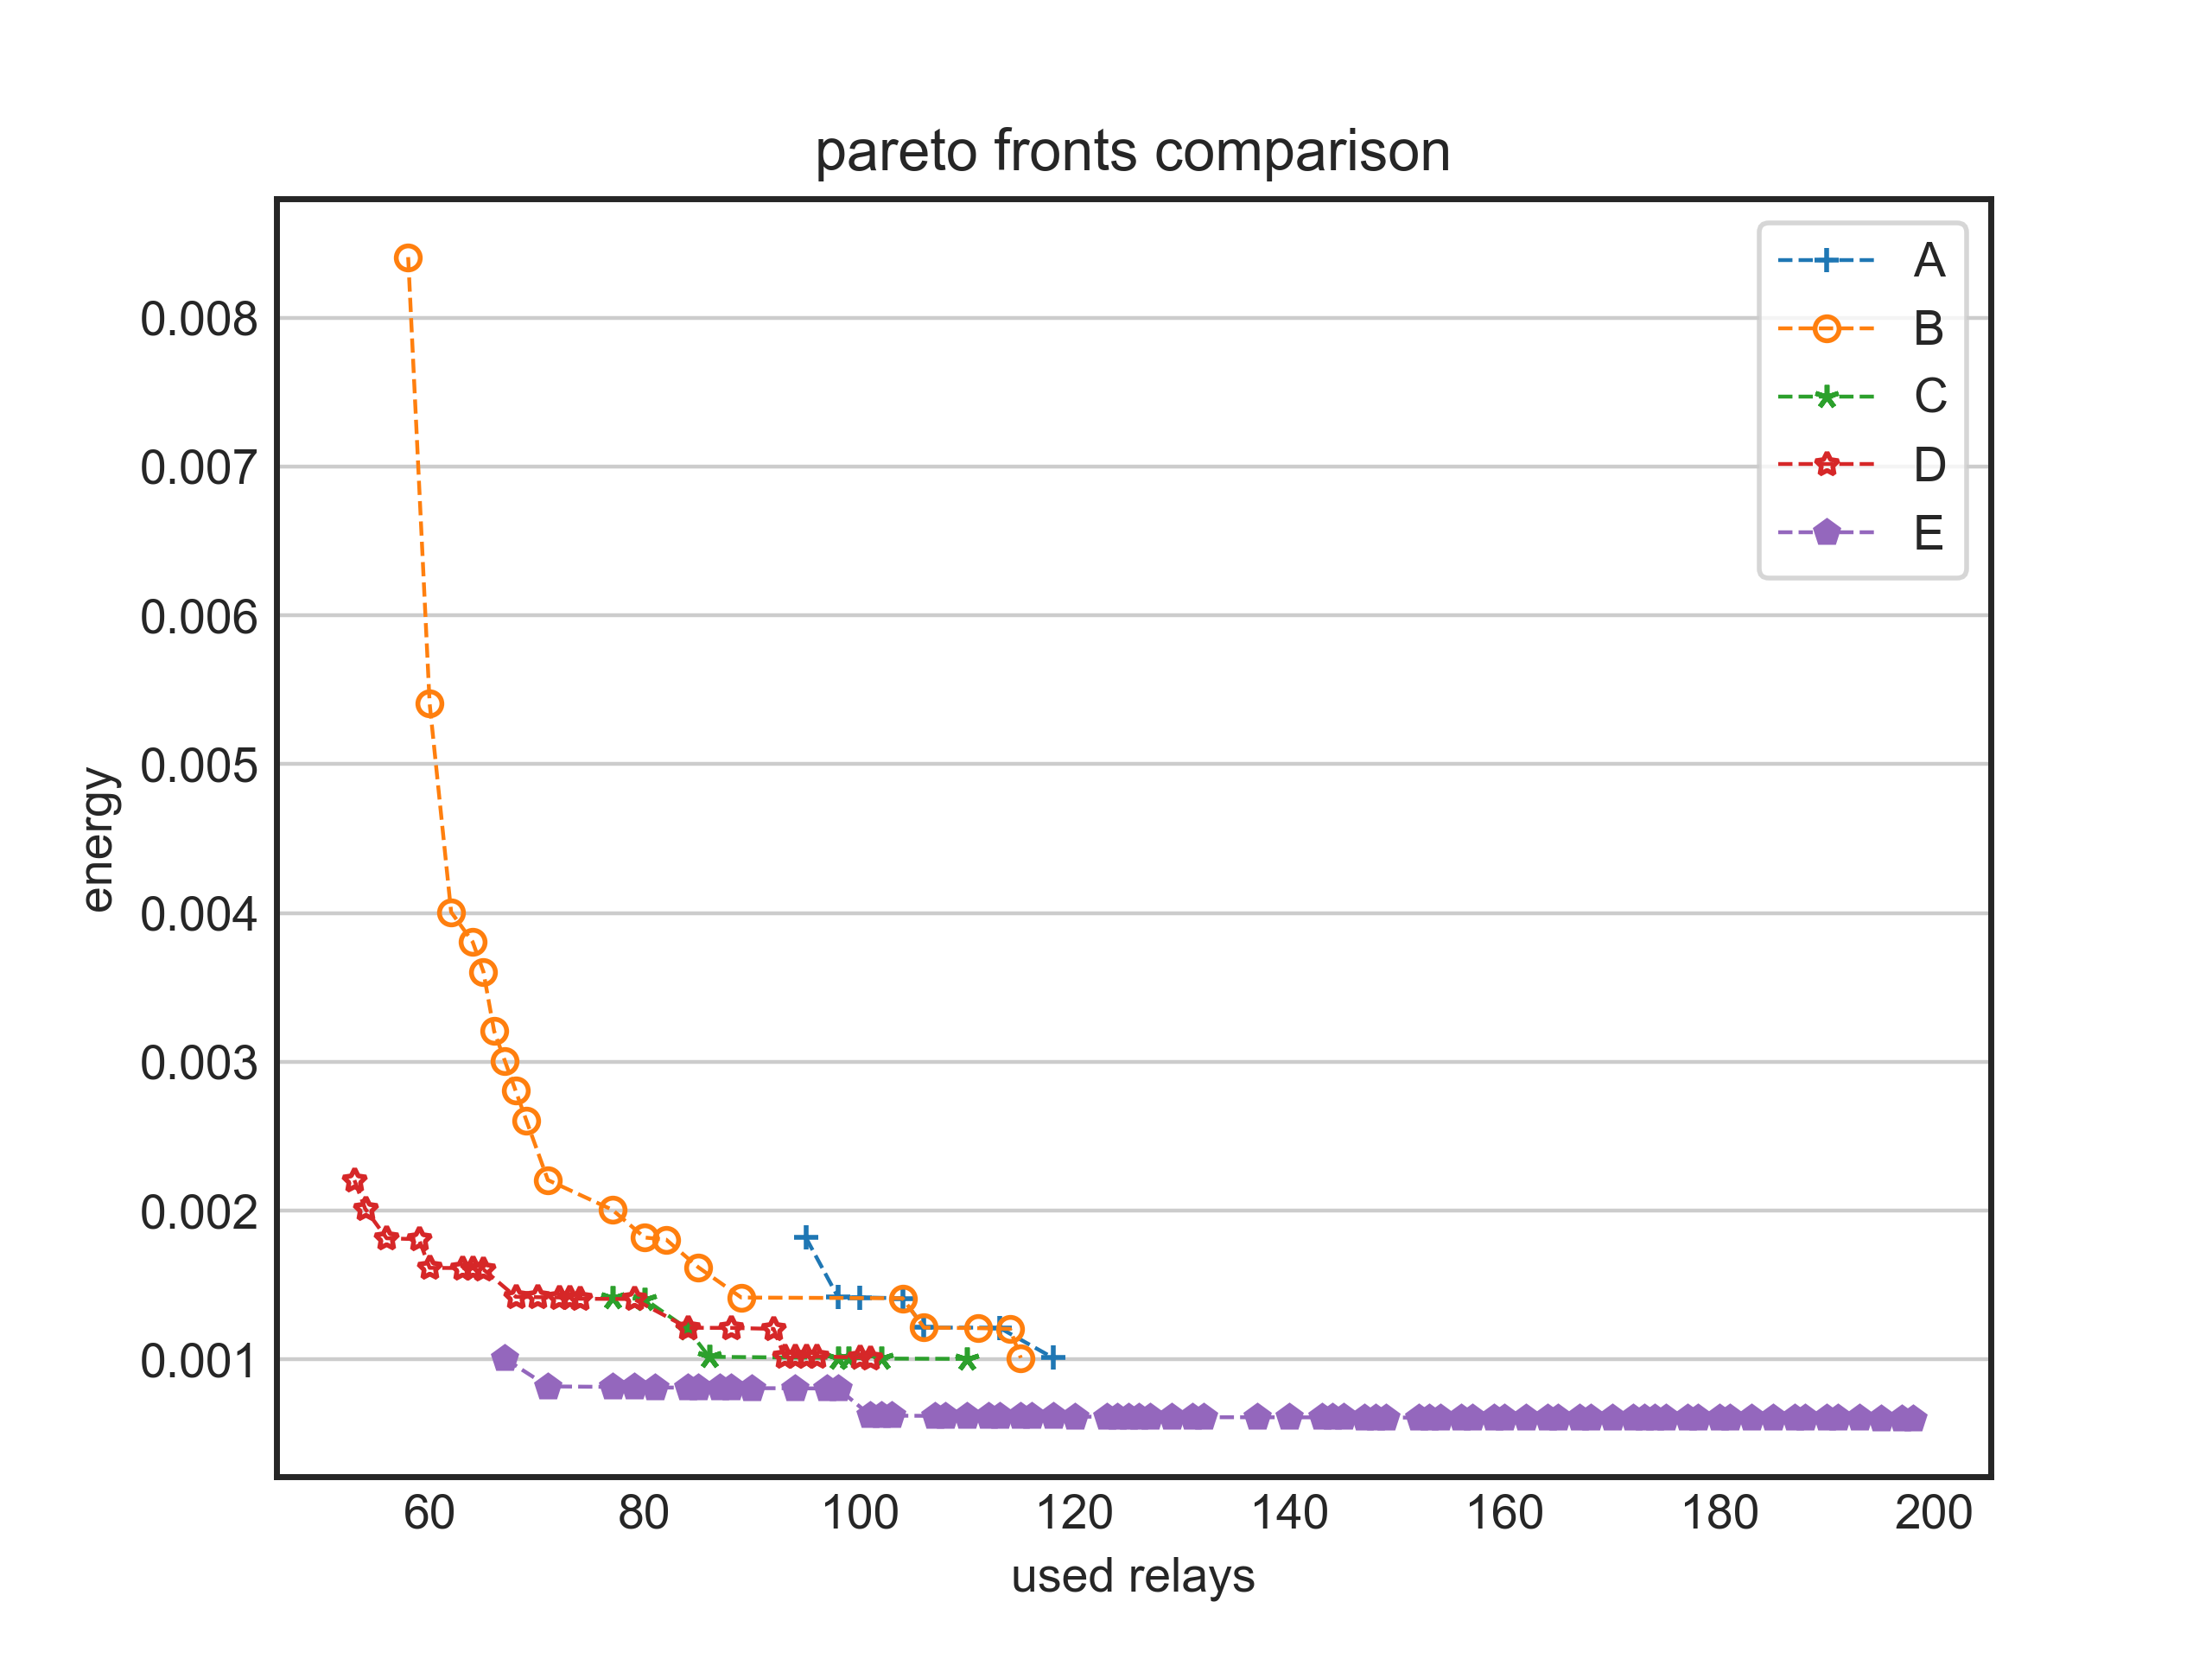 pareto fronts comparison
A
B
C
D
E
0.008
0.007
0.006
0.005
0.004
0.003
0.002
0.001
energy
60 80 100 120 140 160 180 200
used relays